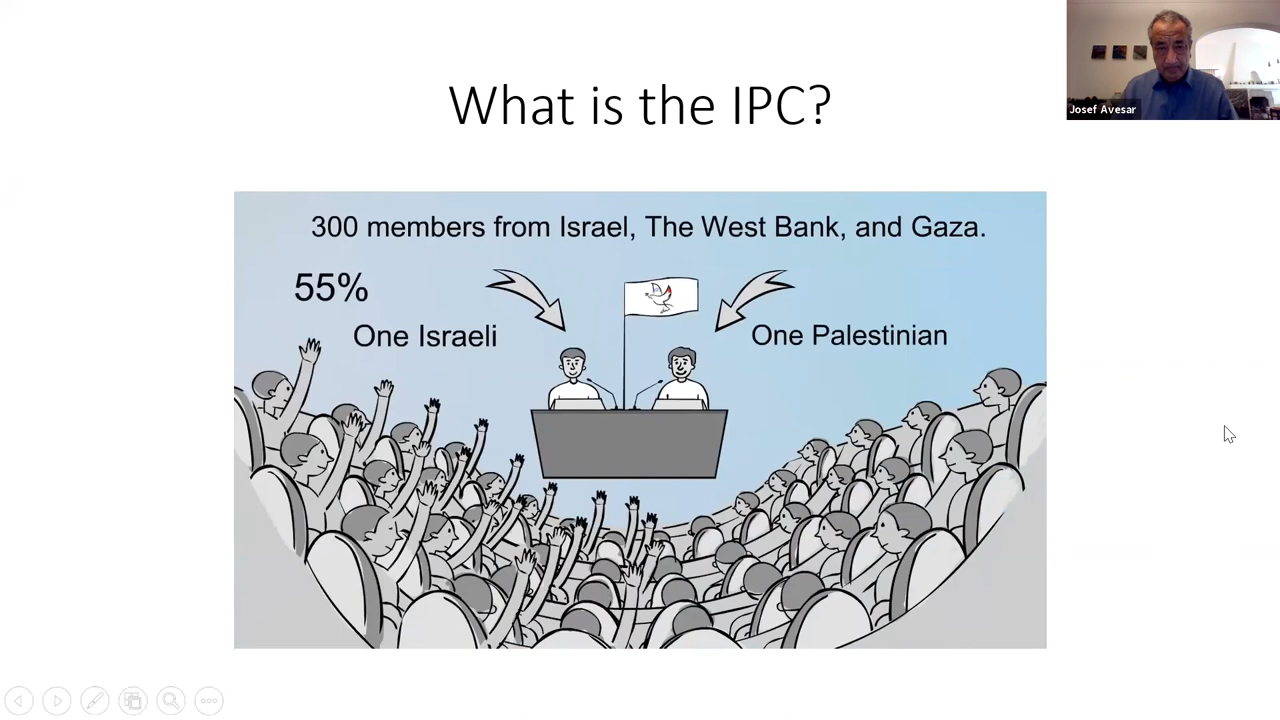 Josef Avesar
What is the IPC?
300 members from Israel, The West Bank, and Gaza.
55%
One Israeli
One Palestinian